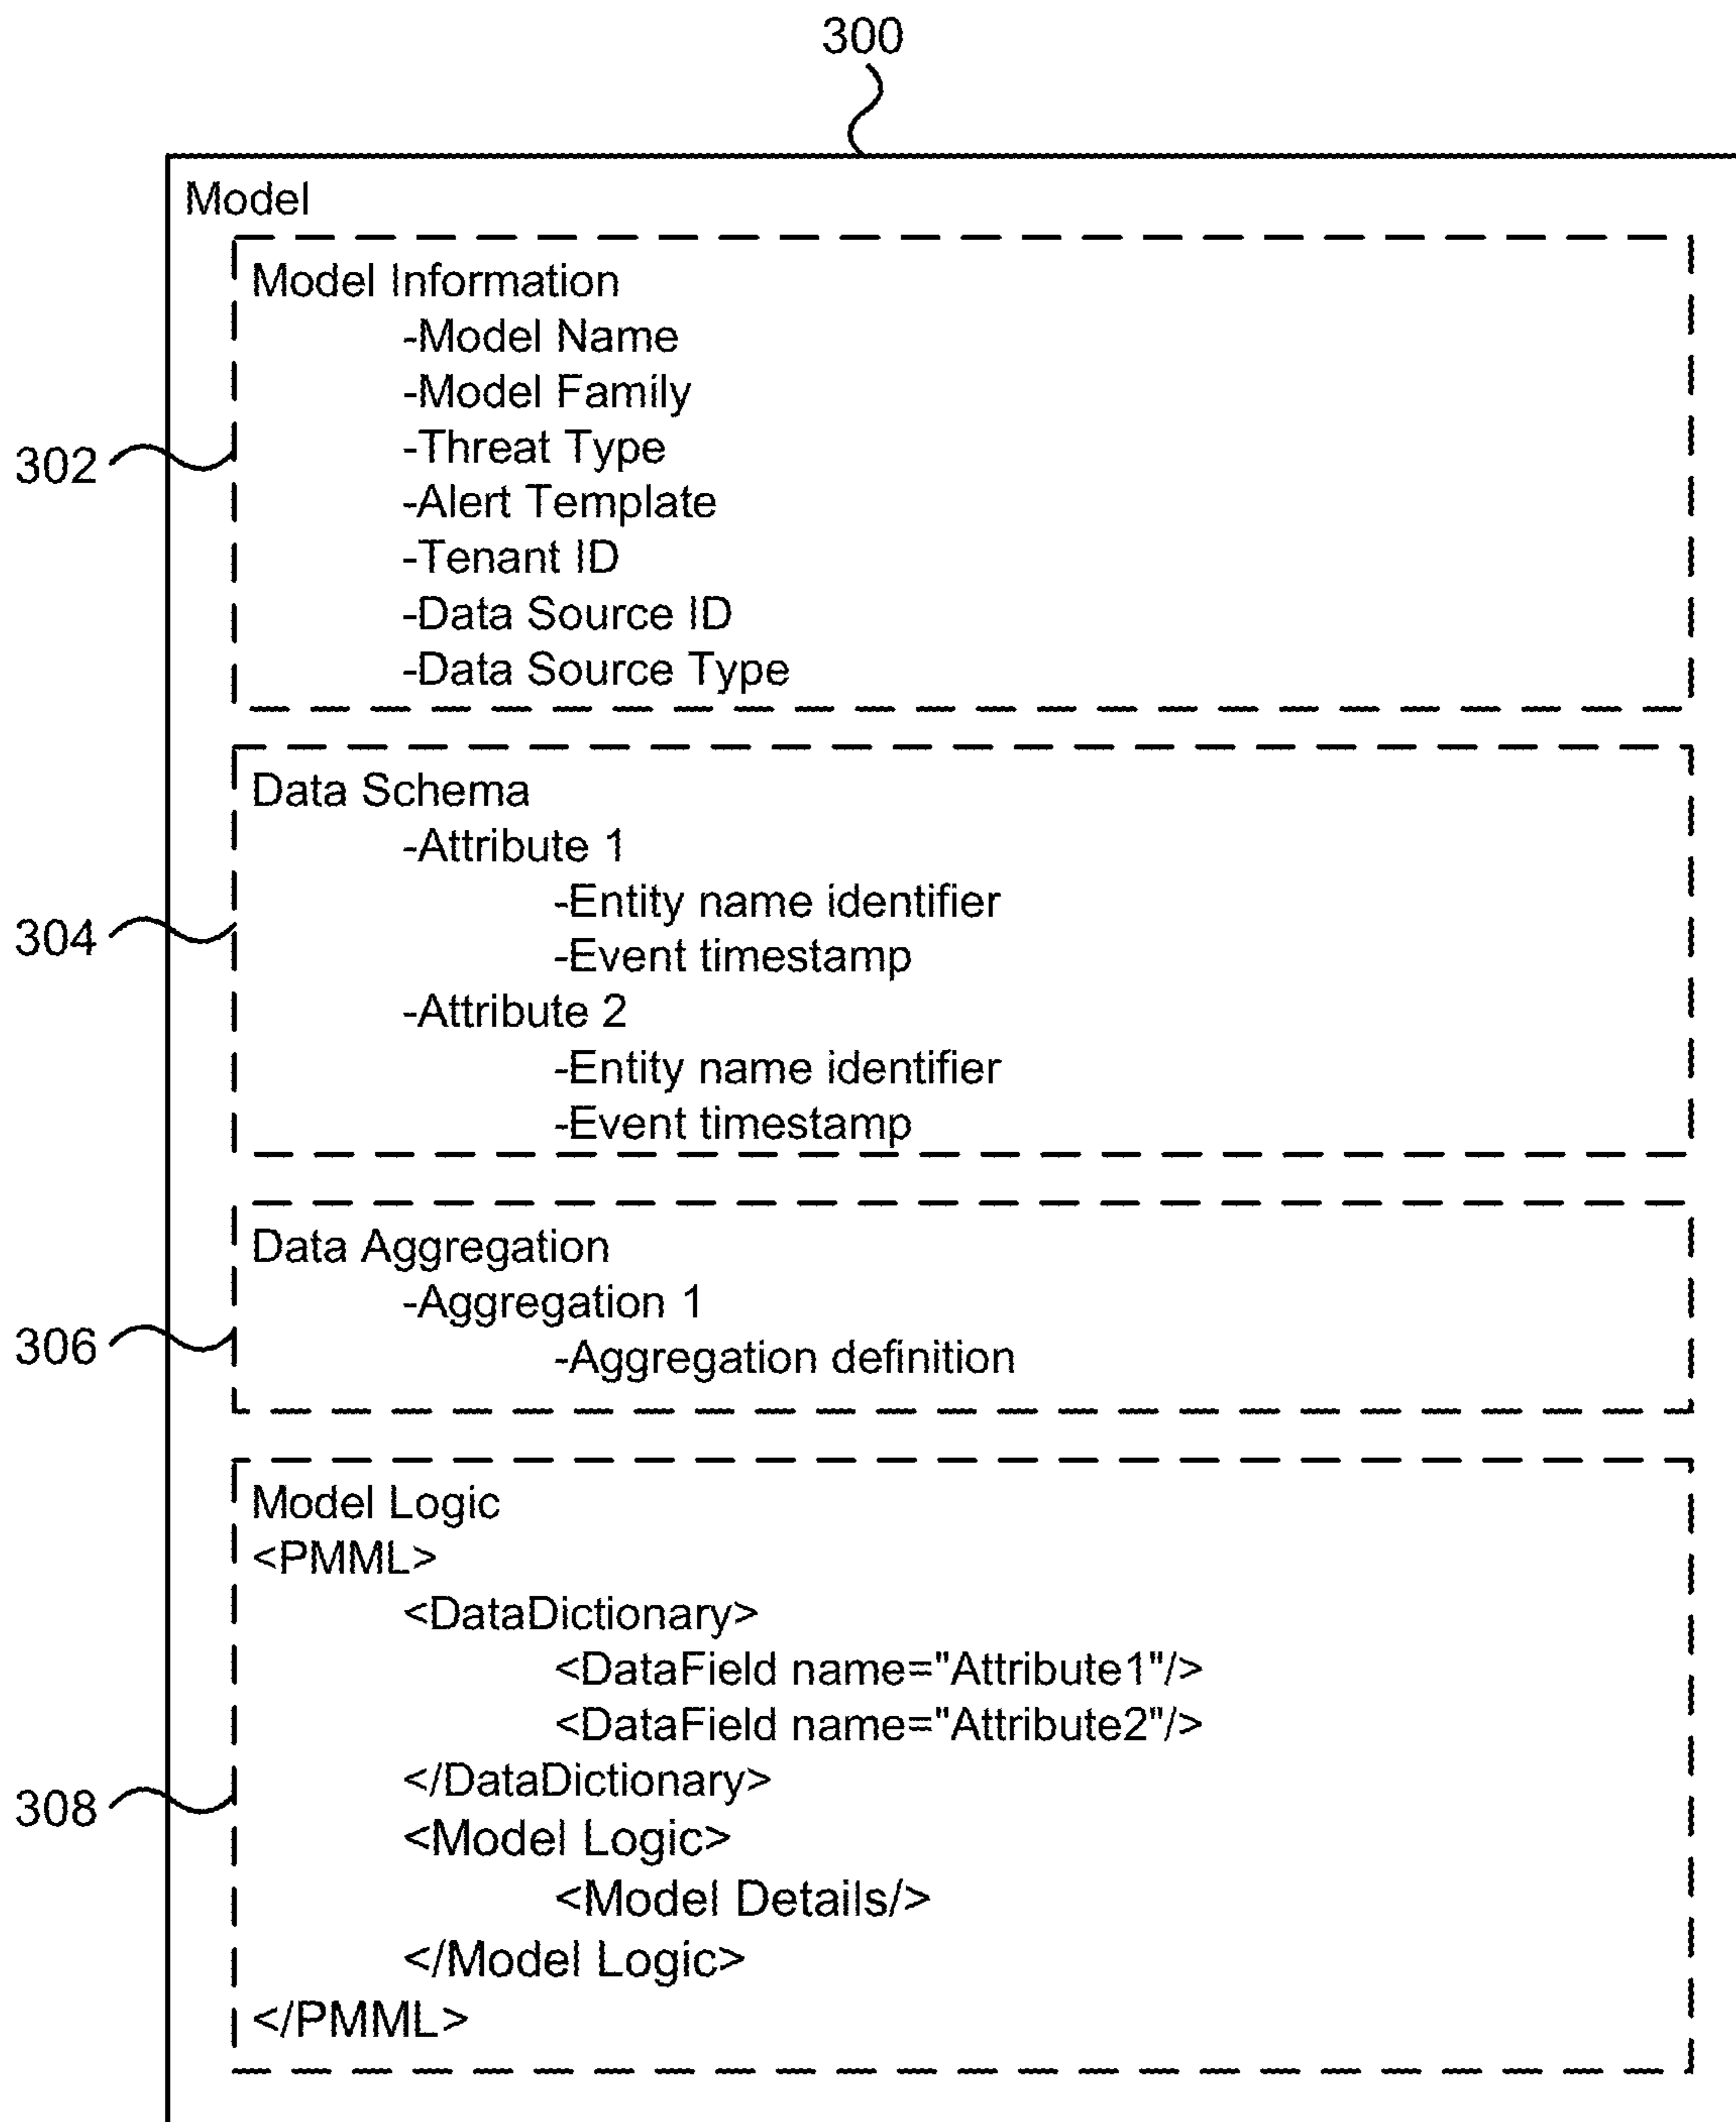 300
Model
Model Information
-Model Name
-Model Family
-Threat Type
302
-Alert Template
-Tenant ID
-Data Source ID
-Data Source Type
Data Schema
-Attribute 1
-Entity name identifier
304
-Event timestamp
-Attribute 2
-Entity name identifier
-Event timestamp
Data Aggregation
-Aggregation 1
306
-Aggregation definition
Model Logic
<PMML>
<DataDictionary>
<DataField name="Attribute1"/>
<DataField name="Attribute2"/>
</DataDictionary>
308
<Model Logic>
<Model Details/>
</Model Logic>
</PMML>